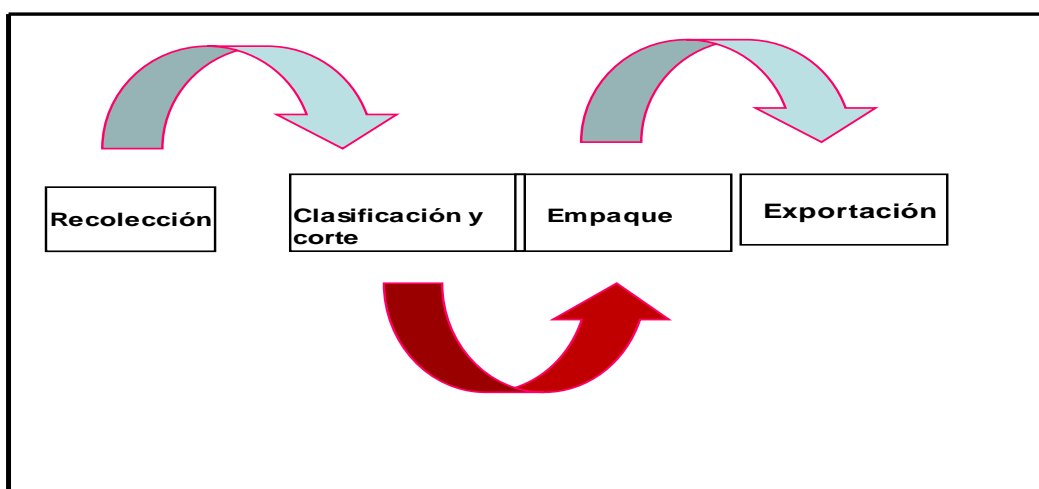 Recolección
Clasificación y
corte
Empaque
Exportación